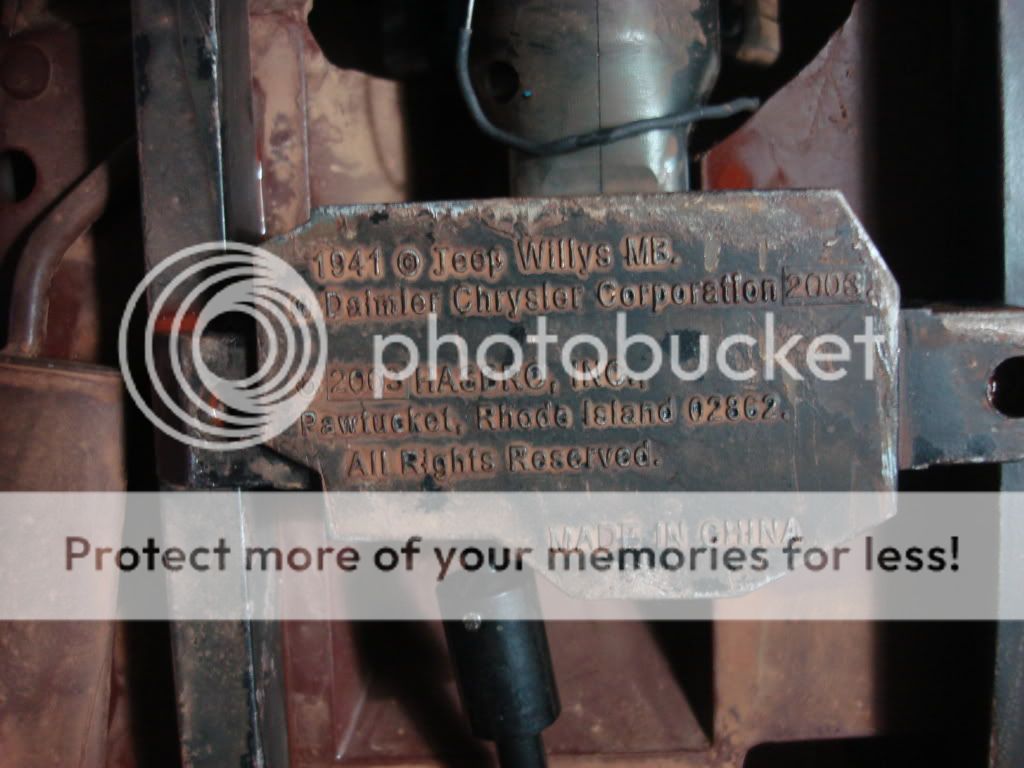 1941 © Jeep Willys MB.
© Daimler Chrysler Corporation 2003.
photobucket
© 2003 HASBRO, INC.,
Pawtucket, Rhode Island 02862.
All Rights Reserved.
MADE IN CHINA
Protect more of your memories for less!